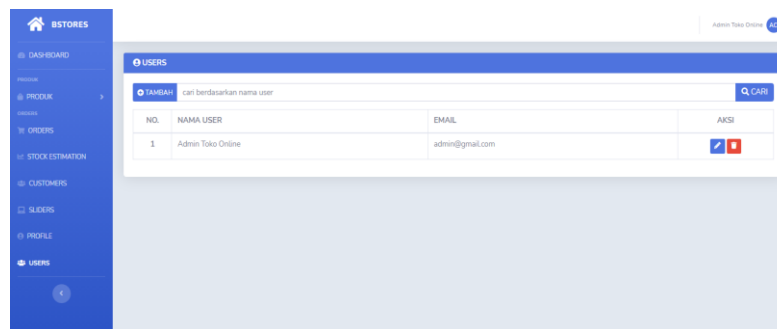 BSTORES
DASHBOARD
PRODUK
PRODUK
ORDERS
ORDERS
STOCK ESTIMATION
CUSTOMERS
SLIDERS
PROFILE
USERS
Admin Toko Online
USERS
TAMBAH cari berdasarkan nama user CARI
NO. NAMA USER EMAIL AKSI
1 Admin Toko Online admin@gmail.com